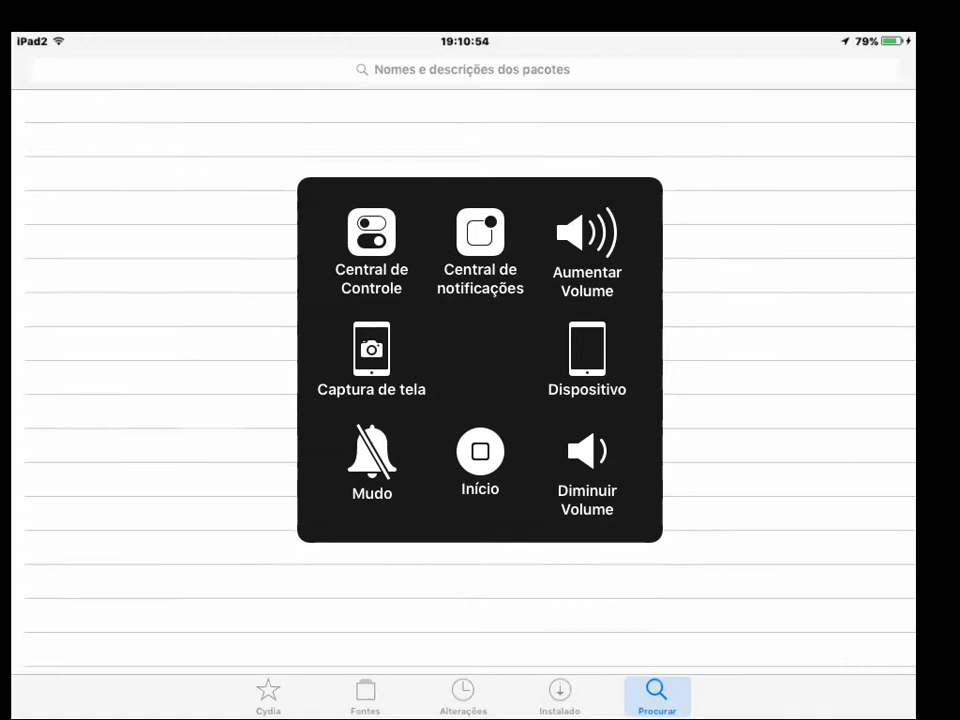 iPad2 19:10:54 79%
Nomes e descrições dos pacotes
Central de
Controle
Central de
notificações
Aumentar
Volume
Captura de tela
Dispositivo
Mudo
Início
Diminuir
Volume
Cydia Fontes Alterações Instalado Procurar